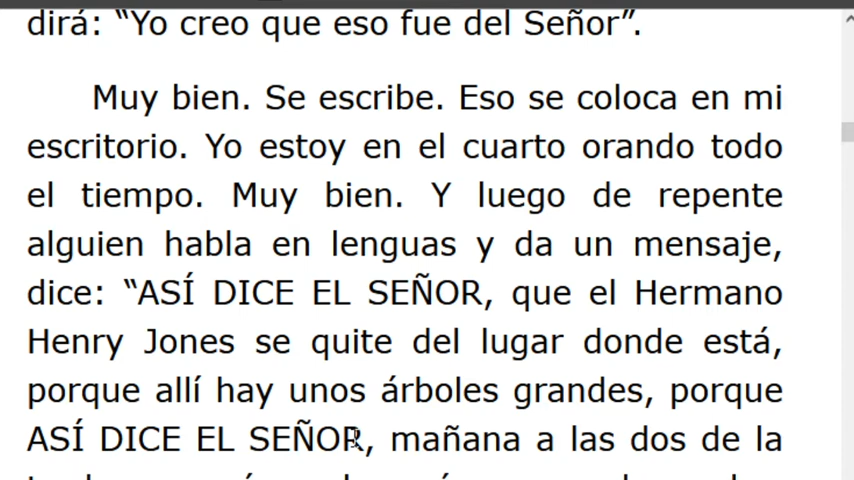 dirá: “Yo creo que eso fue del Señor”.
Muy bien. Se escribe. Eso se coloca en mi
escritorio. Yo estoy en el cuarto orando todo
el tiempo. Muy bien. Y luego de repente
alguien habla en lenguas y da un mensaje,
dice: “ASÍ DICE EL SEÑOR, que el Hermano
Henry Jones se quite del lugar donde está,
porque allí hay unos árboles grandes, porque
ASÍ DICE EL SEÑOR, mañana a las dos de la